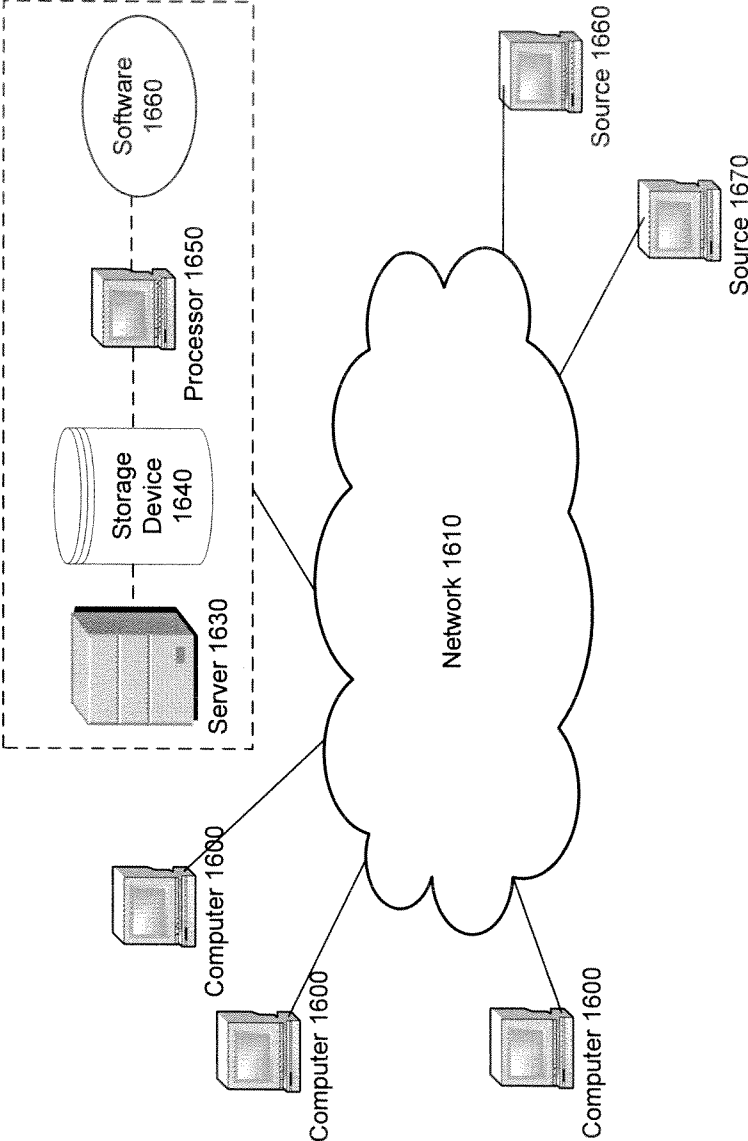 Computer 1600
Computer 1600
Computer 1600
Server 1630
Storage
Device
1640
Processor 1650
Software
1660
Network 1610
Source 1660
Source 1670